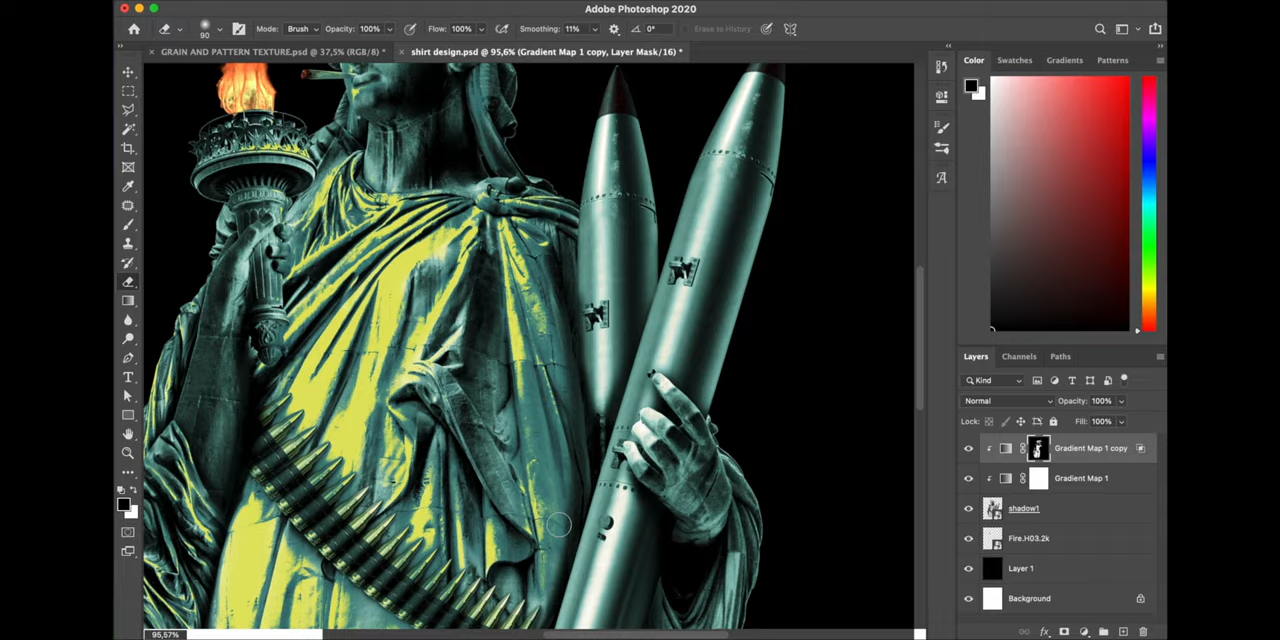 Adobe Photoshop 2020
90
Mode: Brush Opacity: 100% Flow: 100% Smoothing: 11% 0° Erase to History
× GRAIN AND PATTERN TEXTURE.psd @ 37,5% (RGB/8) *
× shirt design.psd @ 95,6% (Gradient Map 1 copy, Layer Mask/16) *
Color Swatches Gradients Patterns
Layers Channels Paths
Kind
Normal Opacity: 100%
Lock: Fill: 100%
Gradient Map 1 copy
Gradient Map 1
shadow1
Fire.H03.2k
Layer 1
Background
95,57%